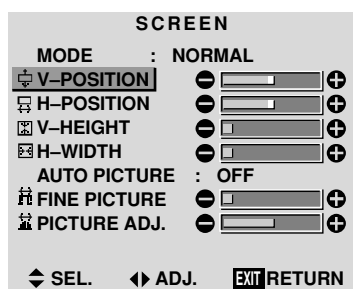 SCREEN
MODE : NORMAL
V–POSITION
H–POSITION
V–HEIGHT
H–WIDTH
AUTO PICTURE : OFF
FINE PICTURE
PICTURE ADJ.
SEL. ADJ. EXIT RETURN